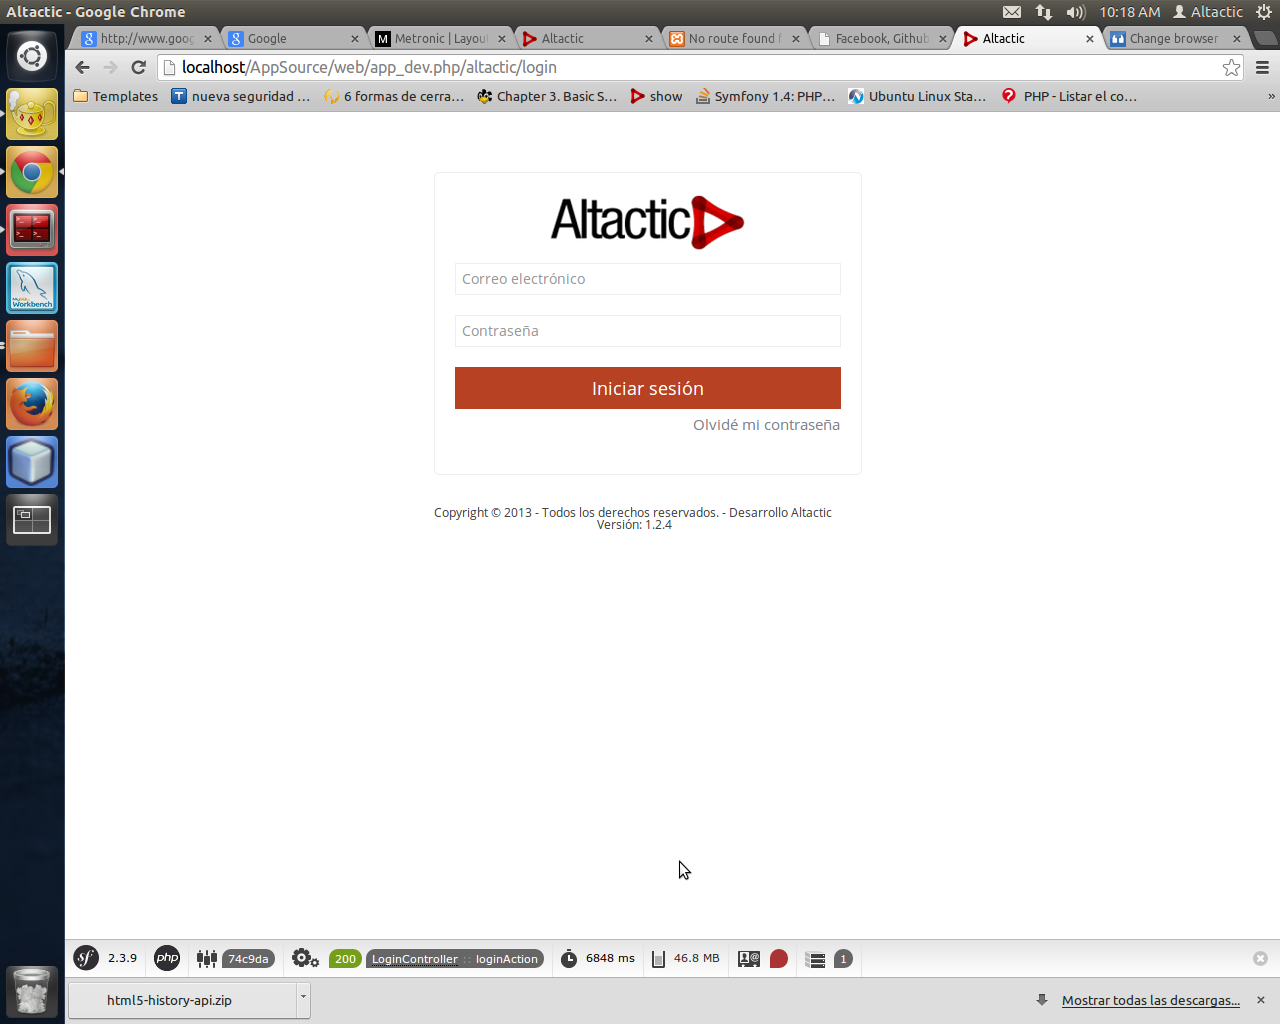 Altactic - Google Chrome
10:18 AM
Altactic
http://www.goog
Google
Metronic | Layou
Altactic
No route found f
Facebook, Github
Altactic
Change browser
localhost/AppSource/web/app_dev.php/altactic/login
Templates
nueva seguridad ...
6 formas de cerra...
Chapter 3. Basic S...
show
Symfony 1.4: PHP...
Ubuntu Linux Sta...
PHP - Listar el co...
»
Altactic
Correo electrónico
Contraseña
Iniciar sesión
Olvidé mi contraseña
Copyright © 2013 - Todos los derechos reservados. - Desarrollo Altactic
Versión: 1.2.4
MySQL
Workbench
sf
2.3.9
php
74c9da
200
LoginController :: loginAction
6848 ms
46.8 MB
1
html5-history-api.zip
Mostrar todas las descargas...